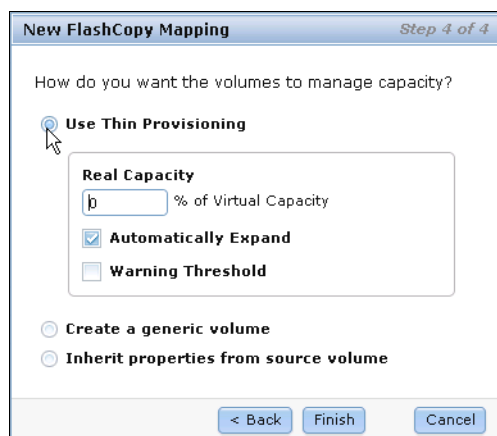 New FlashCopy Mapping Step 4 of 4
How do you want the volumes to manage capacity?
Use Thin Provisioning
Real Capacity
0 % of Virtual Capacity
Automatically Expand
Warning Threshold
Create a generic volume
Inherit properties from source volume
< Back Finish Cancel